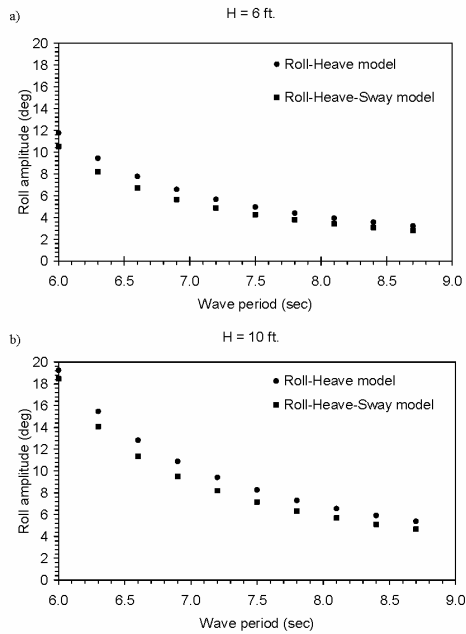 a)
H = 6 ft.
20
18
16
14
12
10
8
6
4
2
0
Roll amplitude (deg)
Roll-Heave model
Roll-Heave-Sway model
6.0 6.5 7.0 7.5 8.0 8.5 9.0
Wave period (sec)
b)
H = 10 ft.
20
18
16
14
12
10
8
6
4
2
0
Roll amplitude (deg)
Roll-Heave model
Roll-Heave-Sway model
6.0 6.5 7.0 7.5 8.0 8.5 9.0
Wave period (sec)